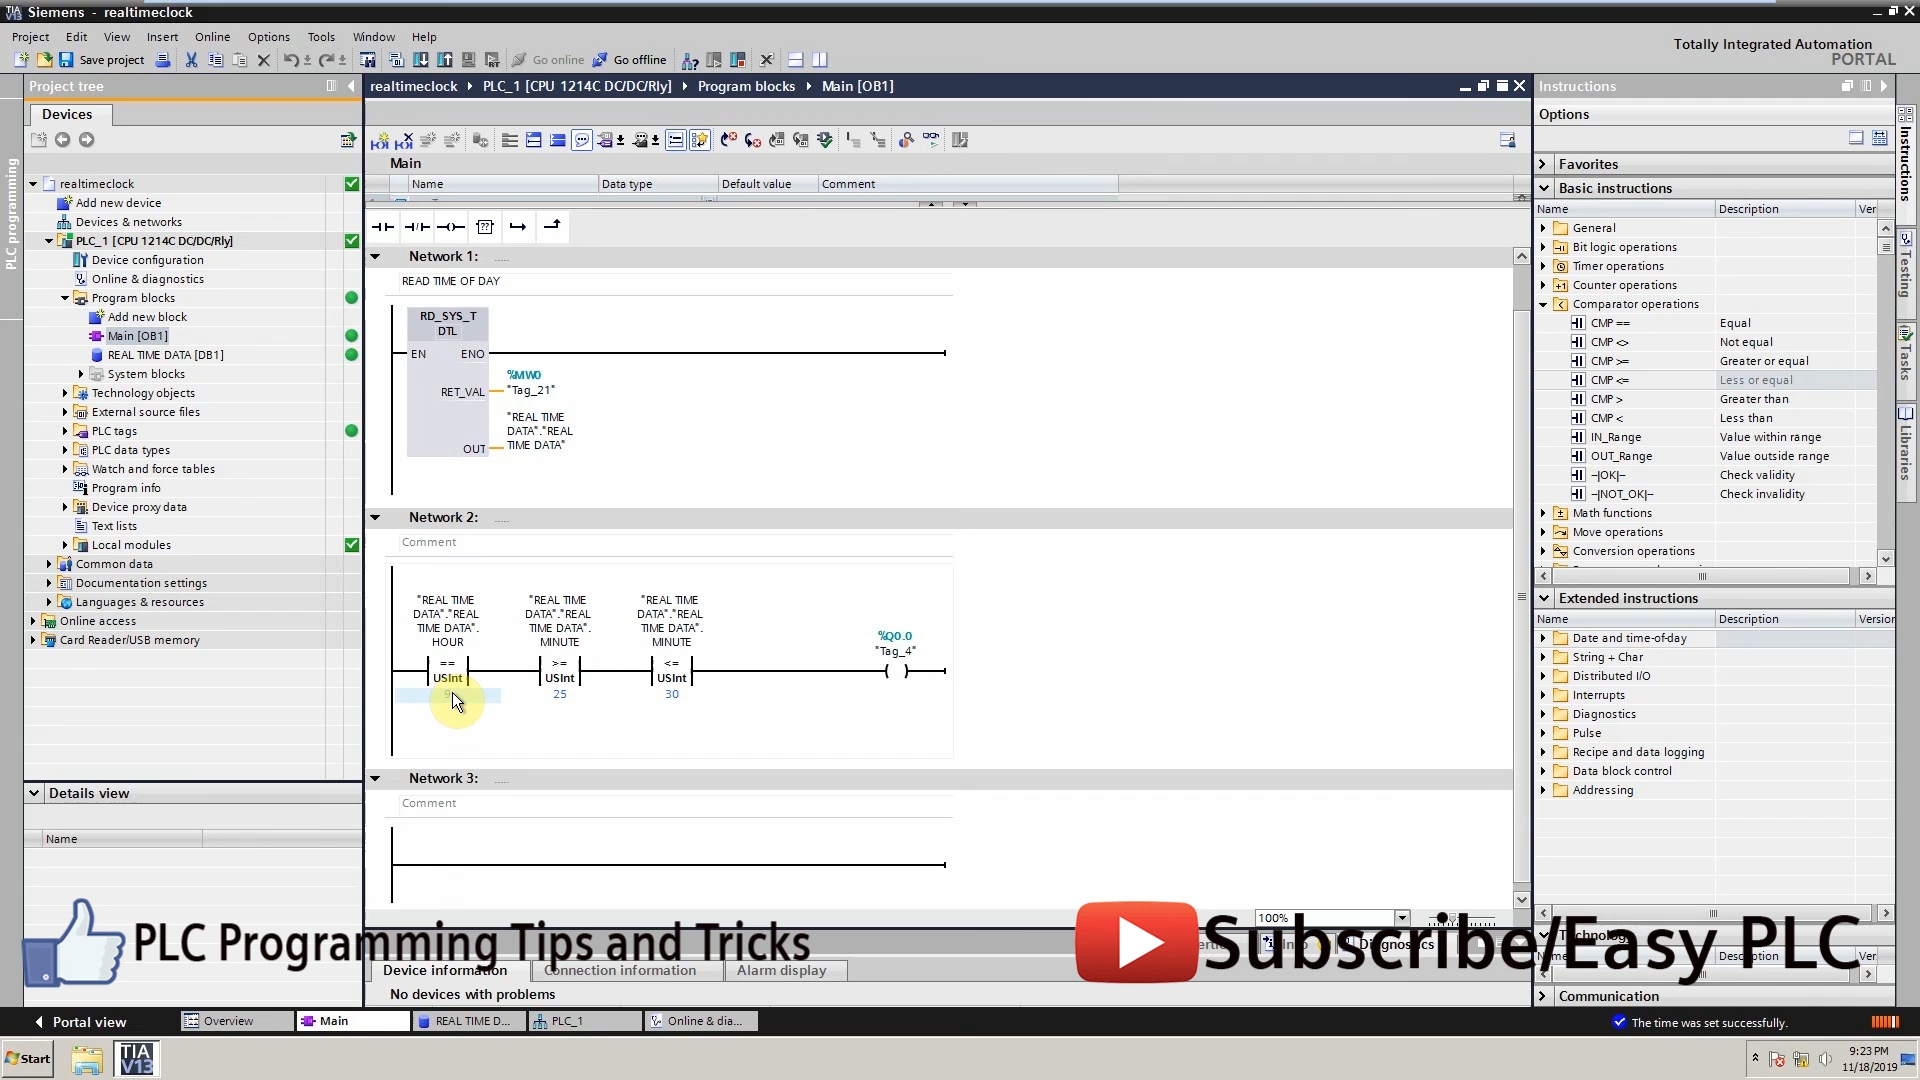 Siemens - realtimeclock
Project Edit View Insert Online Options Tools Window Help
Totally Integrated Automation
PORTAL
Save project
Go online
Go offline
Project tree
realtimeclock
PLC_1 [CPU 1214C DC/DC/Rly]
Program blocks
Main [OB1]
Instructions
Devices
Options
PLC programming
Main
Name Data type Default value Comment
Favorites
Basic instructions
Name Description Ver
realtimeclock
Add new device
Devices & networks
PLC_1 [CPU 1214C DC/DC/Rly]
Device configuration
Online & diagnostics
Program blocks
Add new block
Main [OB1]
REAL TIME DATA [DB1]
System blocks
Technology objects
External source files
PLC tags
PLC data types
Watch and force tables
Program info
Device proxy data
Text lists
Local modules
Common data
Documentation settings
Languages & resources
Online access
Card Reader/USB memory
Details view
Name
Network 1: .....
READ TIME OF DAY
RD_SYS_T
DTL
EN ENO
%MW0
RET_VAL "Tag_21"
"REAL TIME
DATA"."REAL
OUT TIME DATA"
Network 2: .....
Comment
"REAL TIME
DATA"."REAL
TIME DATA".
HOUR
==
USInt
9
"REAL TIME
DATA"."REAL
TIME DATA".
MINUTE
>=
USInt
25
"REAL TIME
DATA"."REAL
TIME DATA".
MINUTE
<=
USInt
30
%Q0.0
"Tag_4"
Network 3: .....
Comment
100%
General
Bit logic operations
Timer operations
Counter operations
Comparator operations
CMP == Equal
CMP <> Not equal
CMP >= Greater or equal
CMP <= Less or equal
CMP > Greater than
CMP < Less than
IN_Range Value within range
OUT_Range Value outside range
-|OK|- Check validity
-|NOT_OK|- Check invalidity
Math functions
Move operations
Conversion operations
Extended instructions
Name Description Version
Date and time-of-day
String + Char
Distributed I/O
Interrupts
Diagnostics
Pulse
Recipe and data logging
Data block control
Addressing
Communication
Instructions
Testing
Tasks
Libraries
PLC Programming Tips and Tricks
Subscribe/Easy PLC
Diagnostics
Device information Connection information Alarm display
No devices with problems
Portal view
Overview
Main
REAL TIME D...
PLC_1
Online & dia...
The time was set successfully.
Start
TIA
V13
9:23 PM
11/18/2019